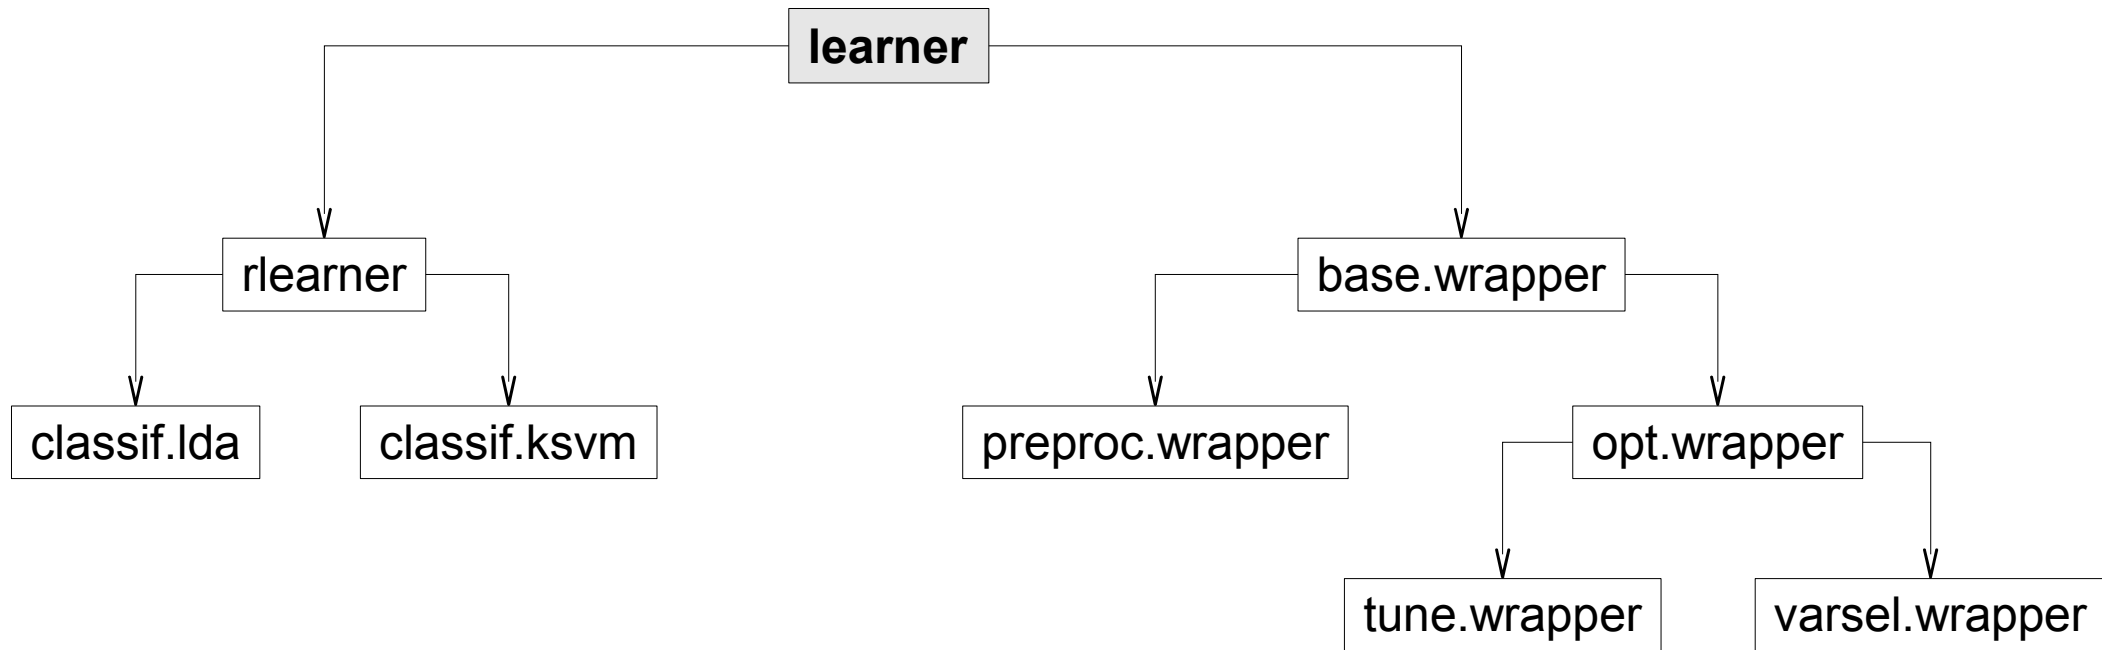 learner
rlearner
base.wrapper
classif.lda
classif.ksvm
preproc.wrapper
opt.wrapper
tune.wrapper
varsel.wrapper